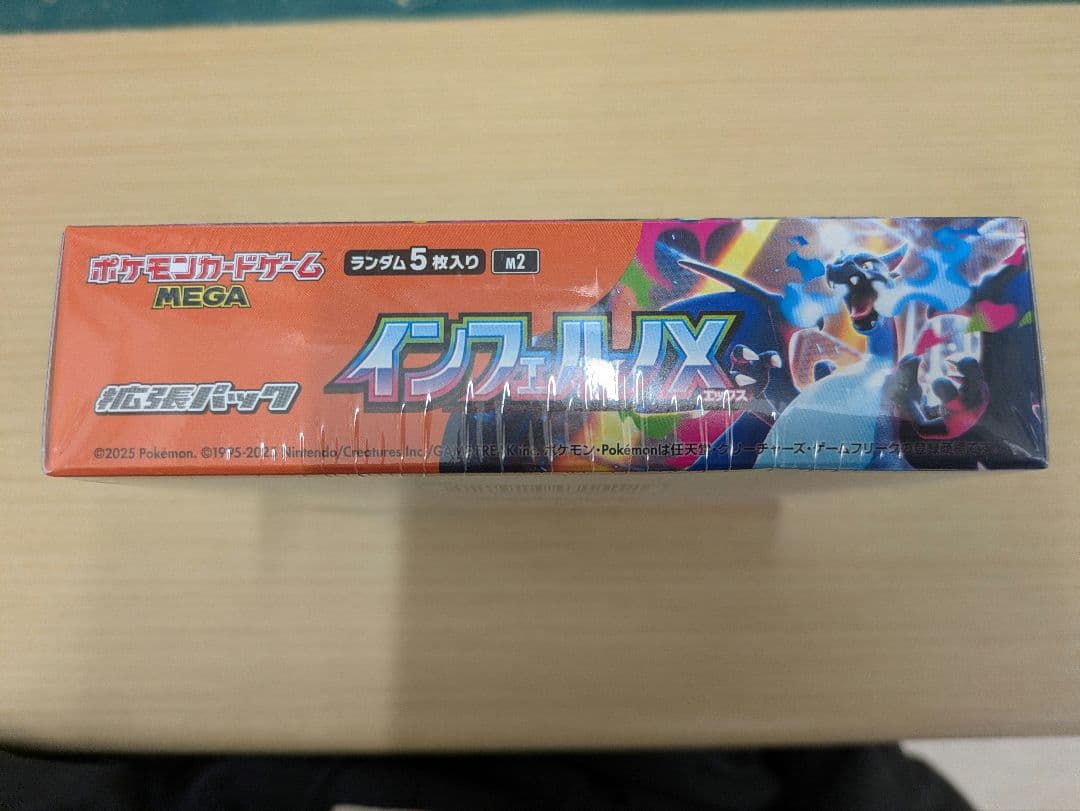 ポケモンカードゲーム
MEGA
ランダム5枚入り M2
インフェルノX
エックス
拡張パック
©2025 Pokémon. ©1995-2025 Nintendo/Creatures Inc./GAME FREAK inc. ポケモン・Pokémonは任天堂・クリーチャーズ・ゲームフリークの登録商標です